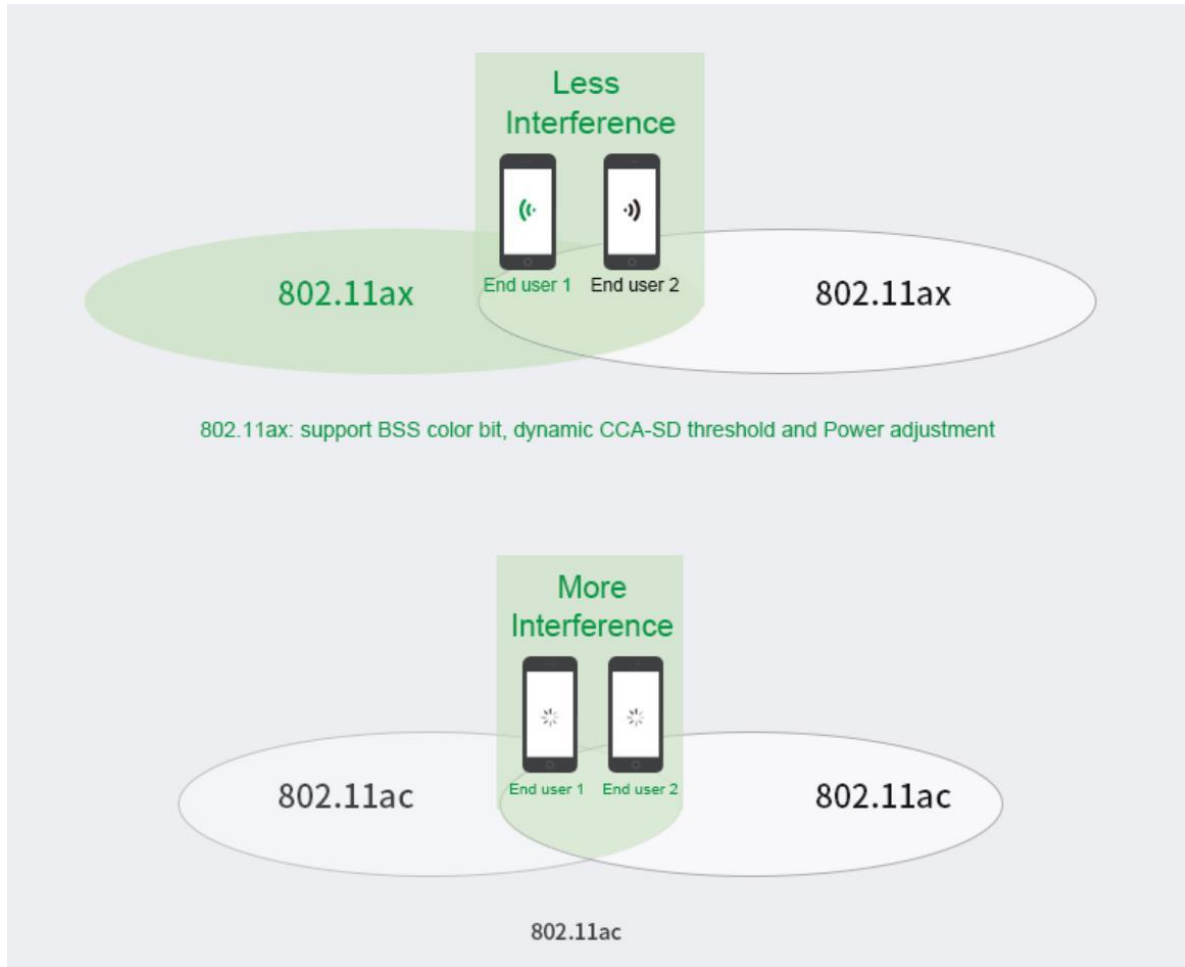 Less
Interference
End user 1 End user 2
802.11ax
802.11ax
802.11ax: support BSS color bit, dynamic CCA-SD threshold and Power adjustment
More
Interference
End user 1 End user 2
802.11ac
802.11ac
802.11ac